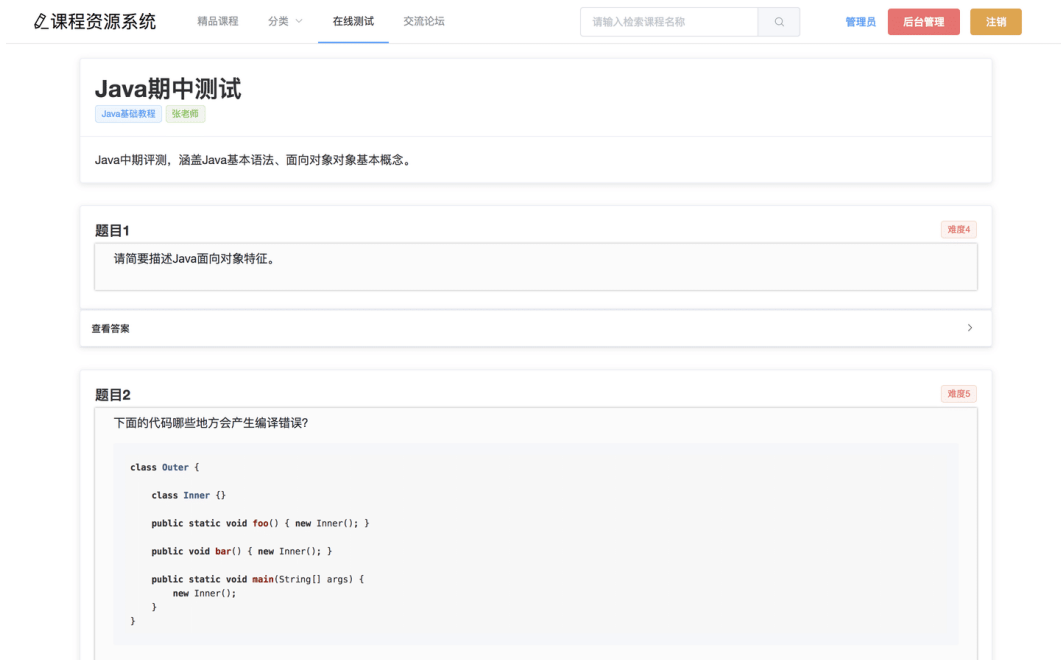 课程资源系统 精品课程 分类 在线测试 交流论坛 请输入检索课程名称 管理员 后台管理 注销
Java期中测试
Java基础教程 张老师
Java中期评测，涵盖Java基本语法、面向对象对象基本概念。
题目1 难度4
请简要描述Java面向对象特征。
查看答案
题目2 难度5
下面的代码哪些地方会产生编译错误?
class Outer {
class Inner {}
public static void foo() { new Inner(); }
public void bar() { new Inner(); }
public static void main(String[] args) {
new Inner();
}
}